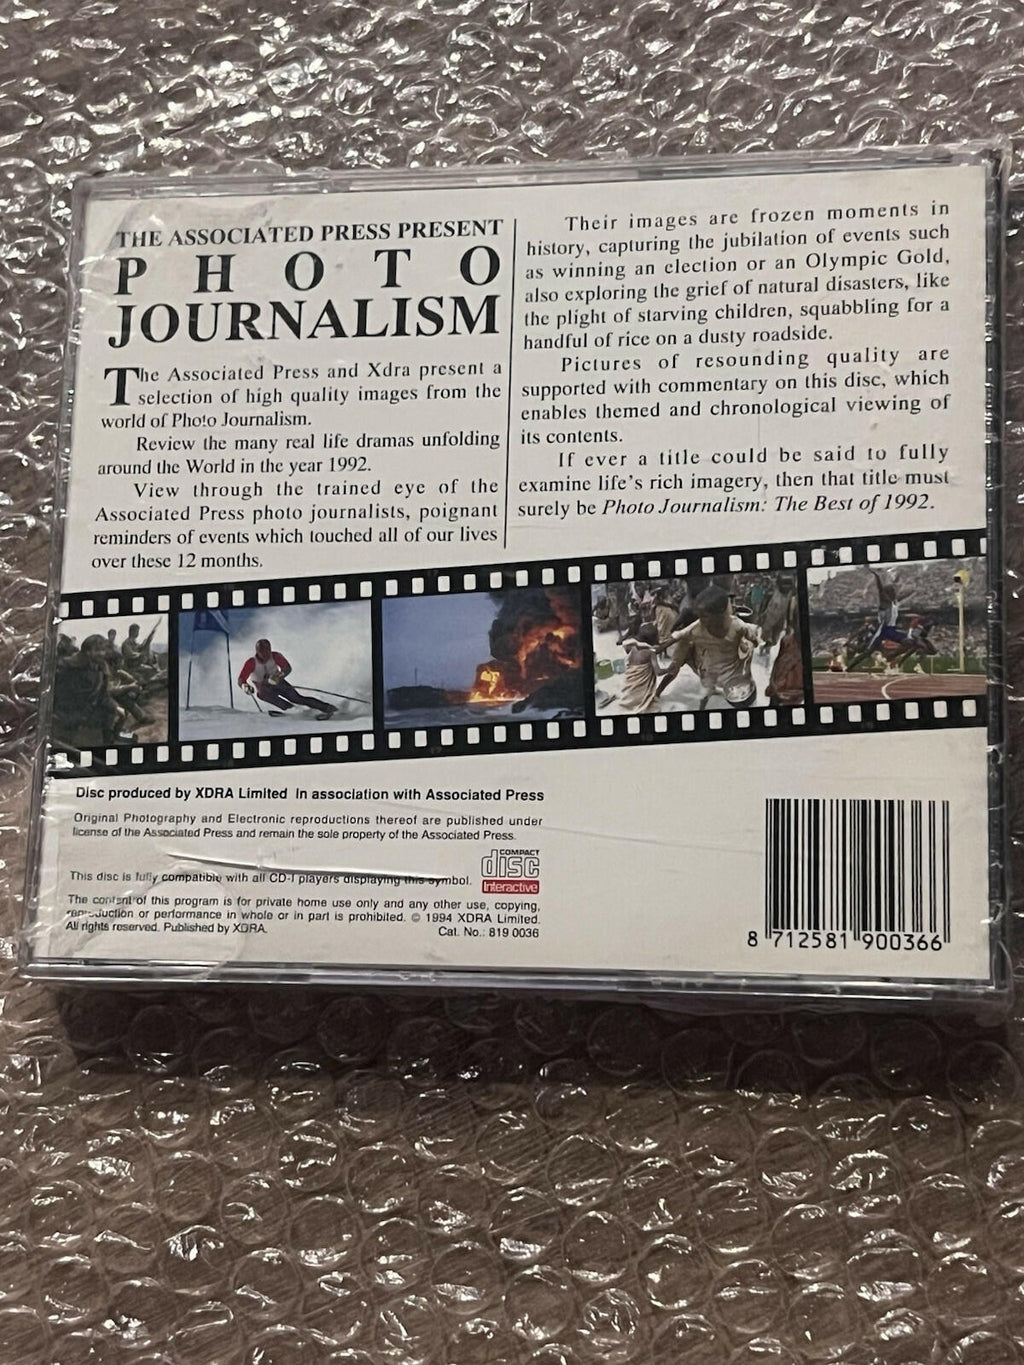 THE ASSOCIATED PRESS PRESENT
PHOTO
JOURNALISM
The Associated Press and Xdra present a
selection of high quality images from the
world of Photo Journalism.
Review the many real life dramas unfolding
around the World in the year 1992.
View through the trained eye of the
Associated Press photo journalists, poignant
reminders of events which touched all of our lives
over these 12 months.
Their images are frozen moments in
history, capturing the jubilation of events such
as winning an election or an Olympic Gold,
also exploring the grief of natural disasters, like
the plight of starving children, squabbling for a
handful of rice on a dusty roadside.
Pictures of resounding quality are
supported with commentary on this disc, which
enables themed and chronological viewing of
its contents.
If ever a title could be said to fully
examine life's rich imagery, then that title must
surely be Photo Journalism: The Best of 1992.
Disc produced by XDRA Limited In association with Associated Press
Original Photography and Electronic reproductions thereof are published under
license of the Associated Press and remain the sole property of the Associated Press.
COMPACT
disc
Interactive
This disc is fully compatible with all CD-I players displaying this symbol.
The content of this program is for private home use only and any other use, copying,
reproduction or performance in whole or in part is prohibited. © 1994 XDRA Limited.
All rights reserved. Published by XDRA.
Cat. No.: 819 0036
8 712581 900366